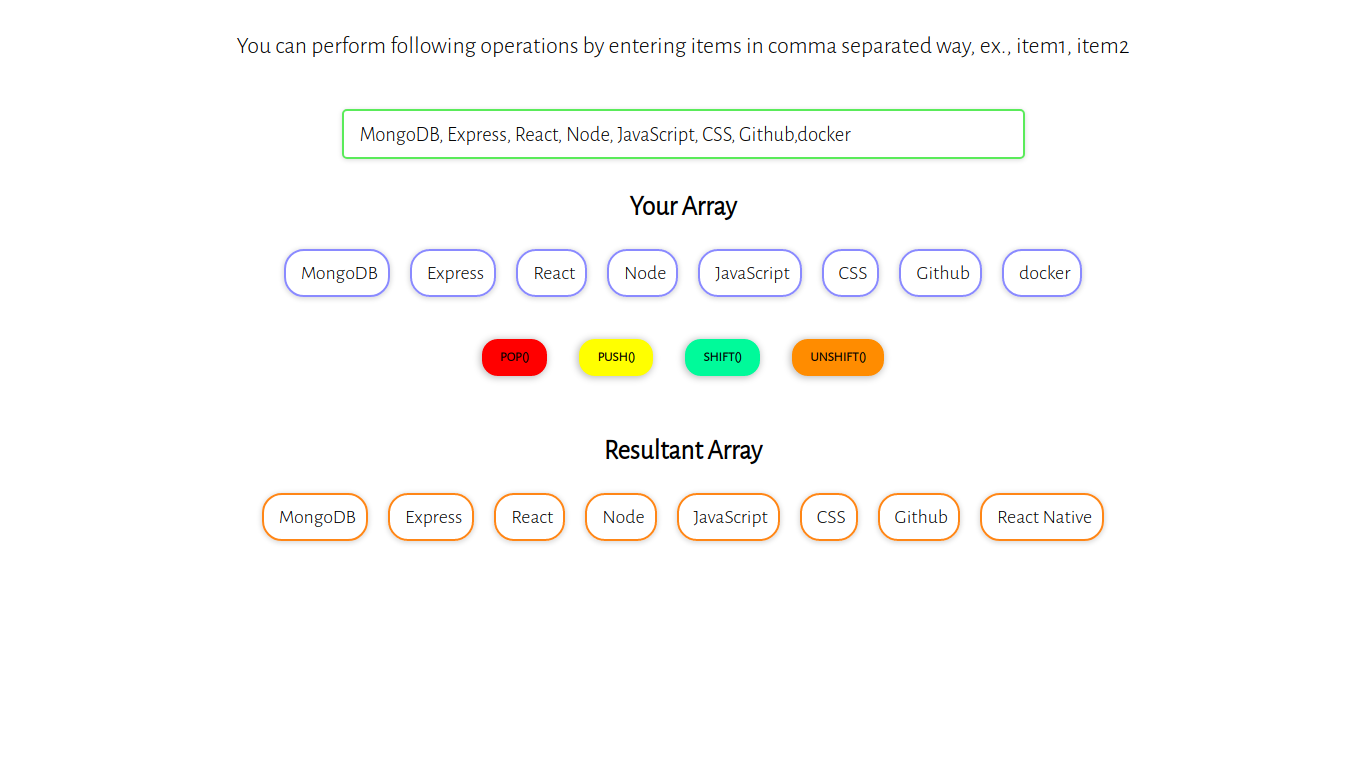 You can perform following operations by entering items in comma separated way, ex., item1, item2
MongoDB, Express, React, Node, JavaScript, CSS, Github,docker
Your Array
MongoDB Express React Node JavaScript CSS Github docker
POP() PUSH() SHIFT() UNSHIFT()
Resultant Array
MongoDB Express React Node JavaScript CSS Github React Native